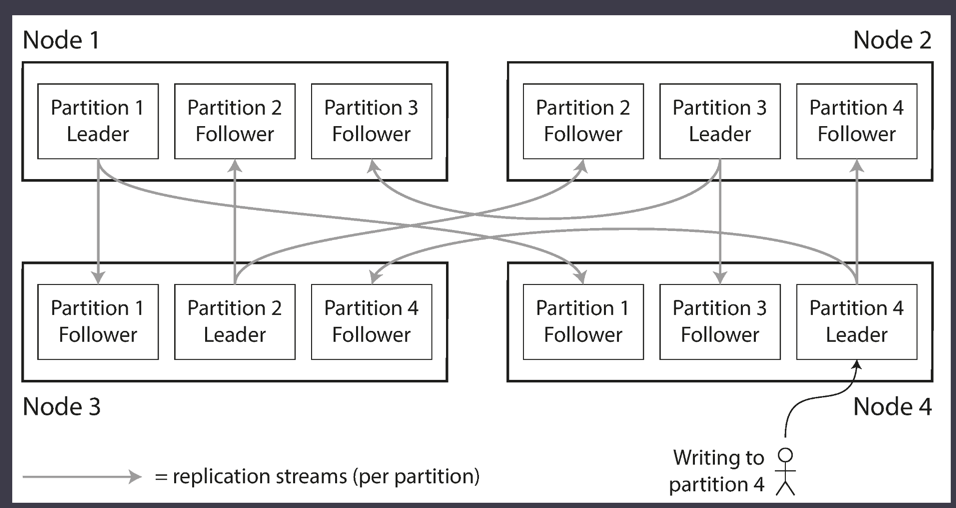 Node 1
Node 2
Partition 1
Leader
Partition 2
Follower
Partition 3
Follower
Partition 2
Follower
Partition 3
Leader
Partition 4
Follower
Partition 1
Follower
Partition 2
Leader
Partition 4
Follower
Partition 1
Follower
Partition 3
Follower
Partition 4
Leader
Node 3
Node 4
= replication streams (per partition)
Writing to
partition 4